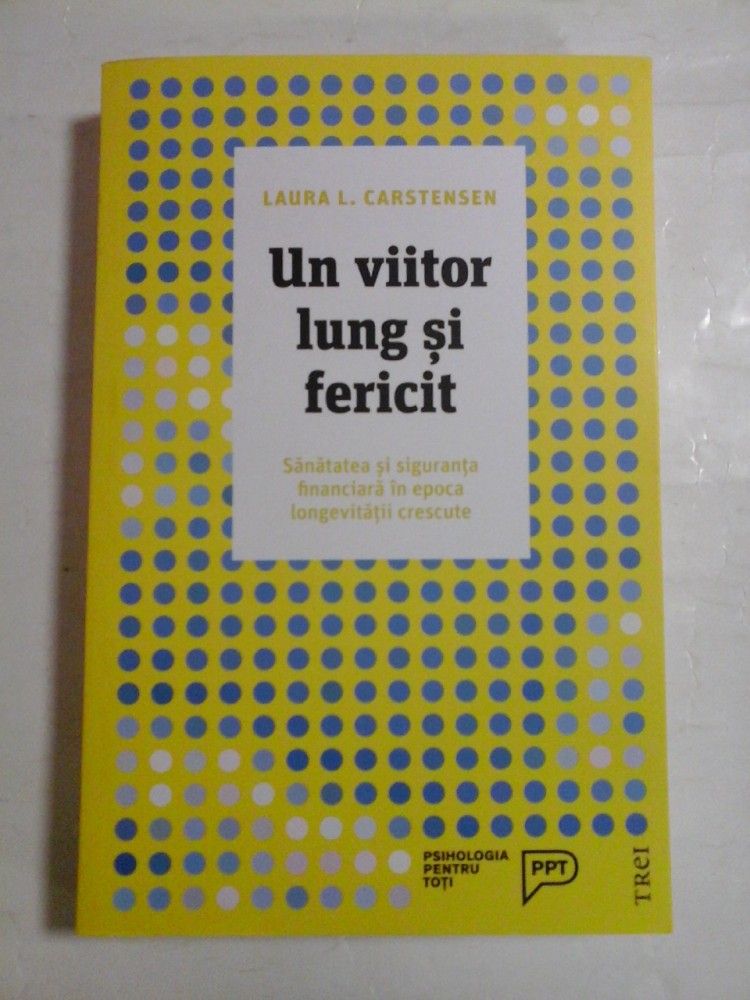 LAURA L. CARSTENSEN
Un viitor
lung și
fericit
Sănătatea și siguranța
financiară în epoca
longevității crescute
PSIHOLOGIA
PENTRU
TOȚI
PPT
TREI